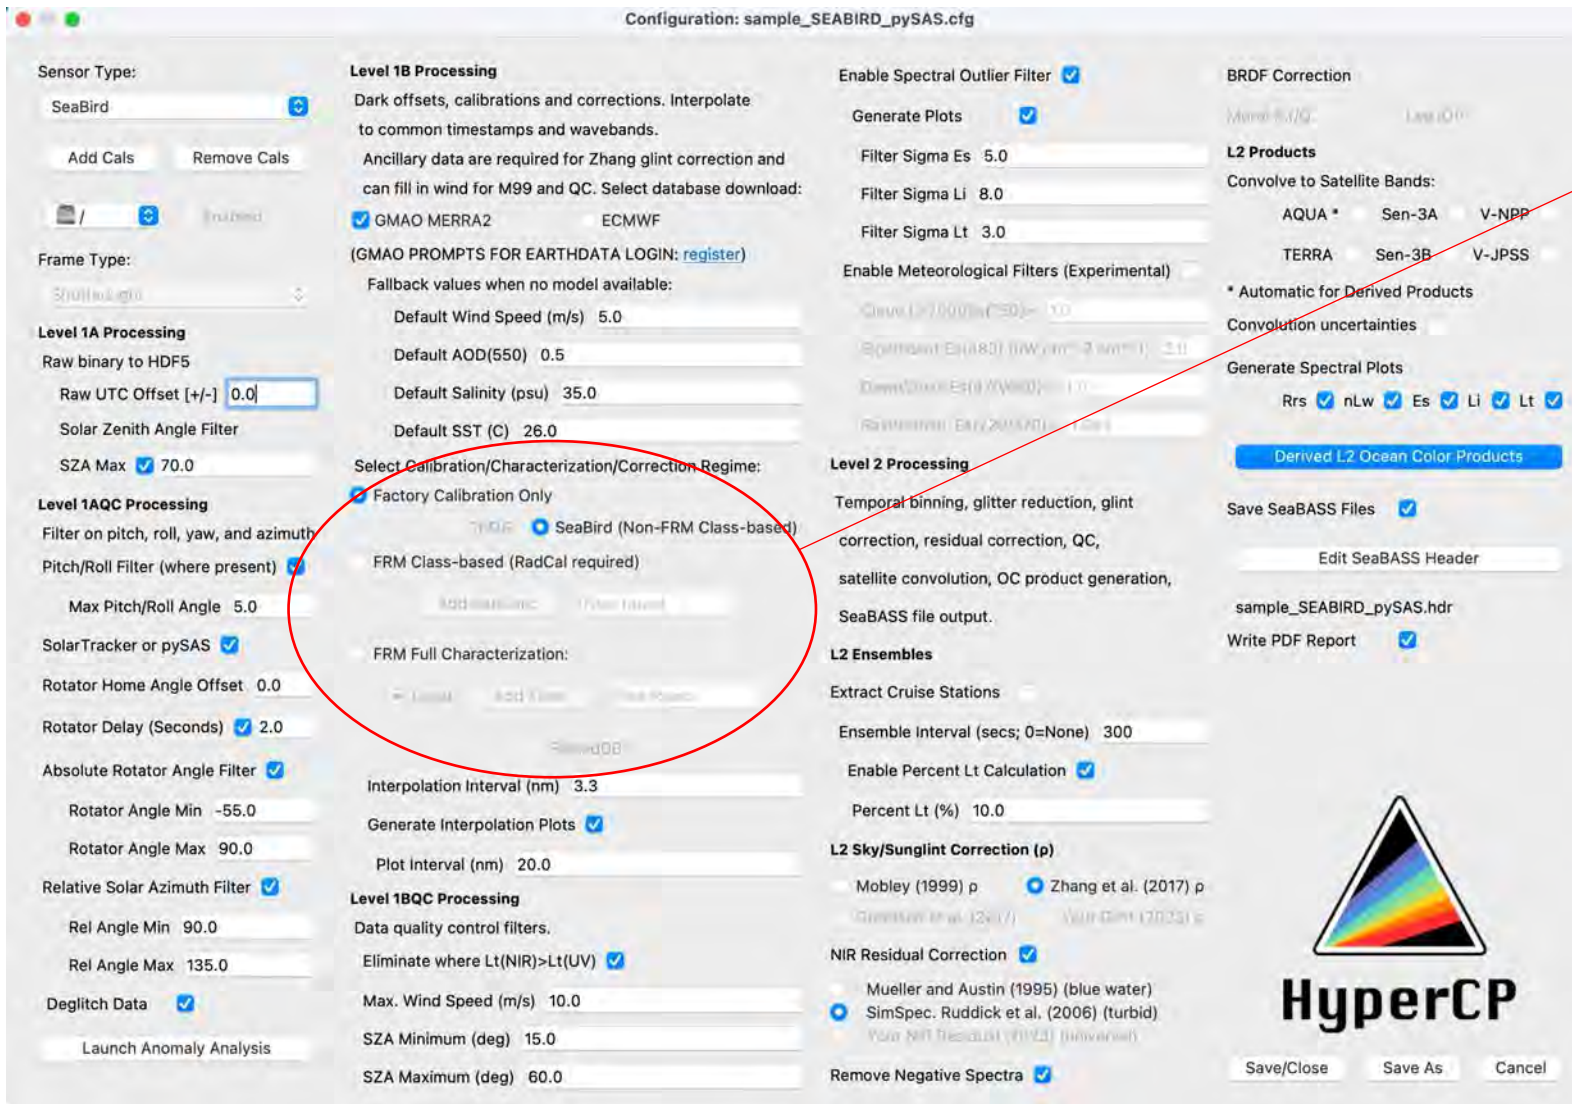 Configuration: sample_SEABIRD_pySAS.cfg
Sensor Type:
SeaBird
Add Cals
Remove Cals
/
Enabled
Frame Type:
ShutterLight
Level 1A Processing
Raw binary to HDF5
Raw UTC Offset [+/-] 0.0
Solar Zenith Angle Filter
SZA Max 70.0
Level 1AQC Processing
Filter on pitch, roll, yaw, and azimuth
Pitch/Roll Filter (where present)
Max Pitch/Roll Angle 5.0
SolarTracker or pySAS
Rotator Home Angle Offset 0.0
Rotator Delay (Seconds) 2.0
Absolute Rotator Angle Filter
Rotator Angle Min -55.0
Rotator Angle Max 90.0
Relative Solar Azimuth Filter
Rel Angle Min 90.0
Rel Angle Max 135.0
Deglitch Data
Launch Anomaly Analysis
Level 1B Processing
Dark offsets, calibrations and corrections. Interpolate
to common timestamps and wavebands.
Ancillary data are required for Zhang glint correction and
can fill in wind for M99 and QC. Select database download:
GMAO MERRA2 ECMWF
(GMAO PROMPTS FOR EARTHDATA LOGIN: register)
Fallback values when no model available:
Default Wind Speed (m/s) 5.0
Default AOD(550) 0.5
Default Salinity (psu) 35.0
Default SST (C) 26.0
Select Calibration/Characterization/Correction Regime:
Factory Calibration Only
SeaBird (Non-FRM Class-based)
FRM Class-based (RadCal required)
FRM Full Characterization:
Interpolation Interval (nm) 3.3
Generate Interpolation Plots
Plot Interval (nm) 20.0
Level 1BQC Processing
Data quality control filters.
Eliminate where Lt(NIR)>Lt(UV)
Max. Wind Speed (m/s) 10.0
SZA Minimum (deg) 15.0
SZA Maximum (deg) 60.0
Enable Spectral Outlier Filter
Generate Plots
Filter Sigma Es 5.0
Filter Sigma Li 8.0
Filter Sigma Lt 3.0
Enable Meteorological Filters (Experimental)
Level 2 Processing
Temporal binning, glitter reduction, glint
correction, residual correction, QC,
satellite convolution, OC product generation,
SeaBASS file output.
L2 Ensembles
Extract Cruise Stations
Ensemble Interval (secs; 0=None) 300
Enable Percent Lt Calculation
Percent Lt (%) 10.0
L2 Sky/Sunglint Correction (ρ)
Mobley (1999) ρ Zhang et al. (2017) ρ
NIR Residual Correction
Mueller and Austin (1995) (blue water)
SimSpec. Ruddick et al. (2006) (turbid)
Remove Negative Spectra
BRDF Correction
L2 Products
Convolve to Satellite Bands:
AQUA * Sen-3A V-NPP
TERRA Sen-3B V-JPSS
* Automatic for Derived Products
Convolution uncertainties
Generate Spectral Plots
Rrs nLw Es Li Lt
Derived L2 Ocean Color Products
Save SeaBASS Files
Edit SeaBASS Header
sample_SEABIRD_pySAS.hdr
Write PDF Report
HyperCP
Save/Close
Save As
Cancel